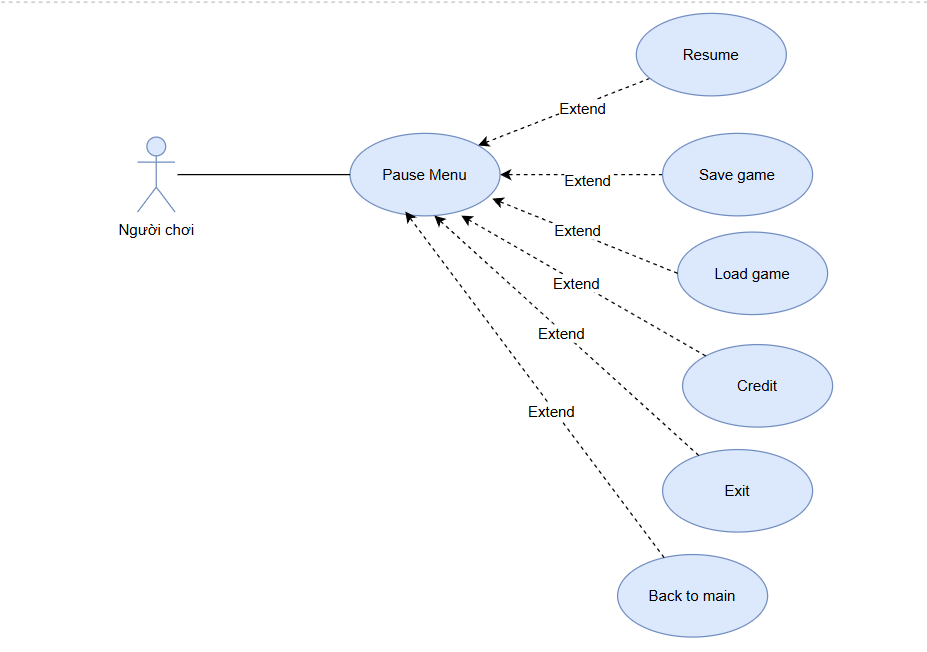 Resume
Extend
Pause Menu
Extend
Save game
Người chơi
Extend
Load game
Extend
Credit
Extend
Extend
Exit
Back to main